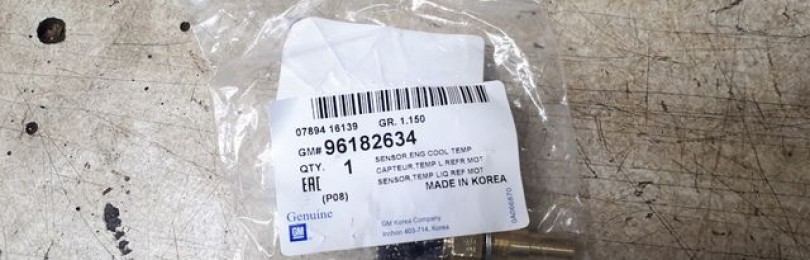 07894 16139 GR. 1.150
GM# 96182634
QTY. 1
SENSOR,ENG COOL TEMP
CAPTEUR,TEMP L.REFR MOT
SENSOR,TEMP LIQ REF MOT
EAC
MADE IN KOREA
(P08)
Genuine
GM
GM Korea Company
Inchon 403-714, Korea